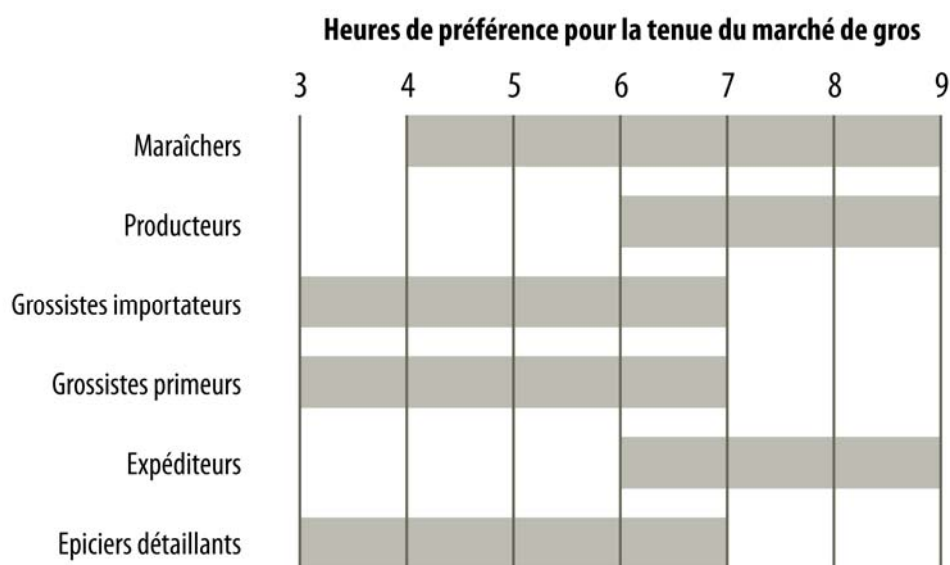 Heures de préférence pour la tenue du marché de gros
3 4 5 6 7 8 9
Maraîchers
Producteurs
Grossistes importateurs
Grossistes primeurs
Expéditeurs
Epiciers détaillants